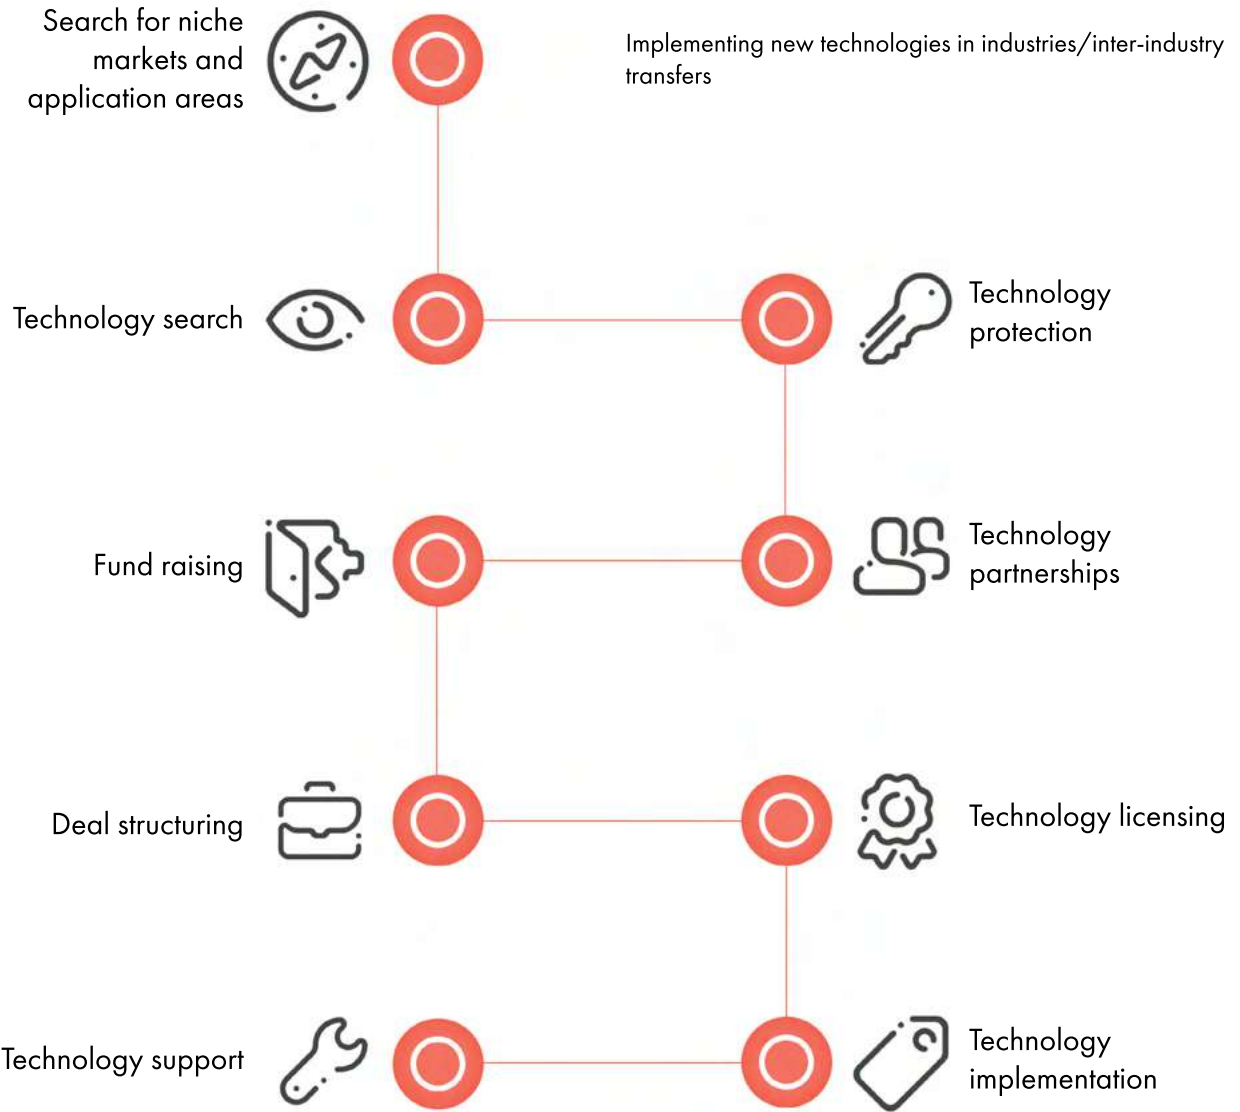 Search for niche
markets and
application areas
Implementing new technologies in industries/inter-industry
transfers
Technology search
Technology
protection
Fund raising
Technology
partnerships
Deal structuring
Technology licensing
Technology support
Technology
implementation